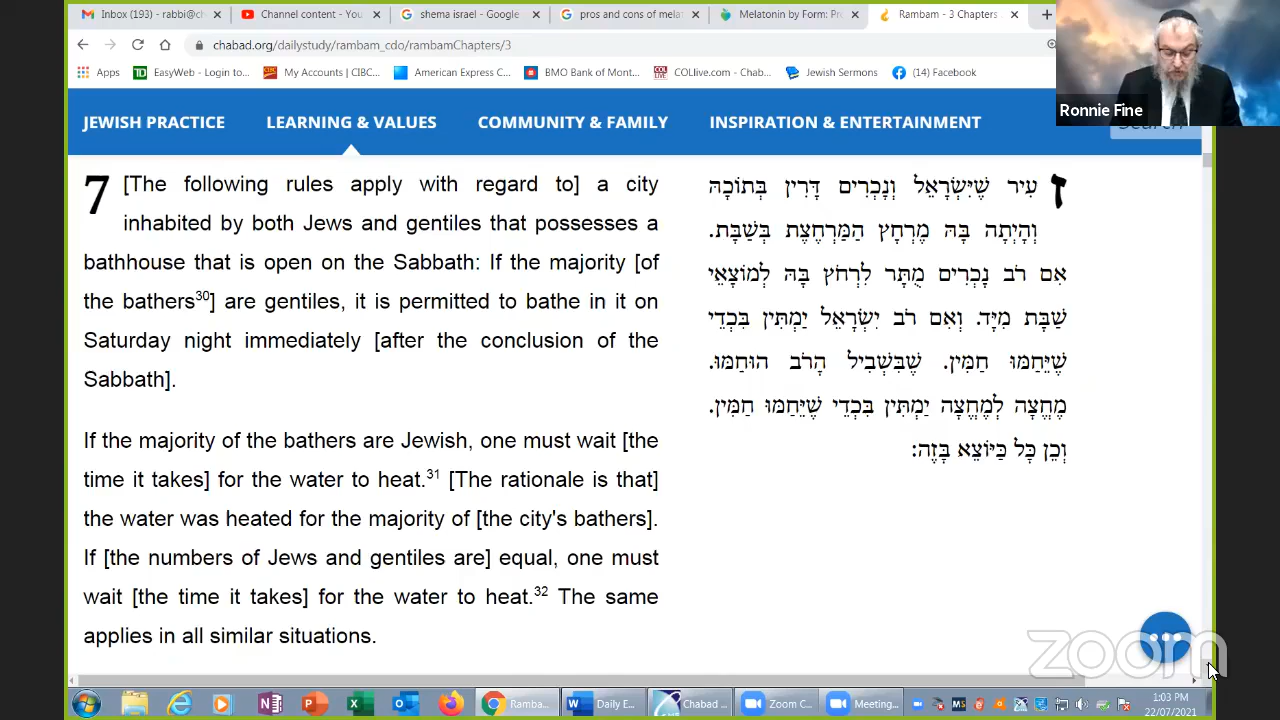 Inbox (193) - rabbi@ch
Channel content - You
shema israel - Google
pros and cons of melat
Melatonin by Form: Pro
Rambam - 3 Chapters
chabad.org/dailystudy/rambam_cdo/rambamChapters/3
Apps
EasyWeb - Login to...
My Accounts | CIBC...
American Express C...
BMO Bank of Mont...
COLlive.com - Chab...
Jewish Sermons
(14) Facebook
Ronnie Fine
JEWISH PRACTICE
LEARNING & VALUES
COMMUNITY & FAMILY
INSPIRATION & ENTERTAINMENT
7 [The following rules apply with regard to] a city
inhabited by both Jews and gentiles that possesses a
bathhouse that is open on the Sabbath: If the majority [of
the bathers30] are gentiles, it is permitted to bathe in it on
Saturday night immediately [after the conclusion of the
Sabbath].
If the majority of the bathers are Jewish, one must wait [the
time it takes] for the water to heat.31 [The rationale is that]
the water was heated for the majority of [the city's bathers].
If [the numbers of Jews and gentiles are] equal, one must
wait [the time it takes] for the water to heat.32 The same
applies in all similar situations.
ז עִיר שֶׁיִּשְׂרָאֵל וְנָכְרִים דָּרִין בְּתוֹכָהּ
וְהָיְתָה בָּהּ מֶרְחָץ הַמַּרְחֶצֶת בְּשַׁבָּת.
אִם רֹב נָכְרִים מֻתָּר לִרְחֹץ בָּהּ לְמוֹצָאֵי
שַׁבָּת מִיָּד. וְאִם רֹב יִשְׂרָאֵל יַמְתִּין בִּכְדֵי
שֶׁיֵּחַמּוּ חַמִּין. שֶׁבִּשְׁבִיל הָרֹב הוּחַמּוּ.
מֶחֱצָה לְמֶחֱצָה יַמְתִּין בִּכְדֵי שֶׁיֵּחַמּוּ חַמִּין.
וְכֵן כָּל כַּיּוֹצֵא בָּזֶה:
zoom
Ramba...
Daily E...
Chabad ...
Zoom C...
Meeting...
1:03 PM
22/07/2021